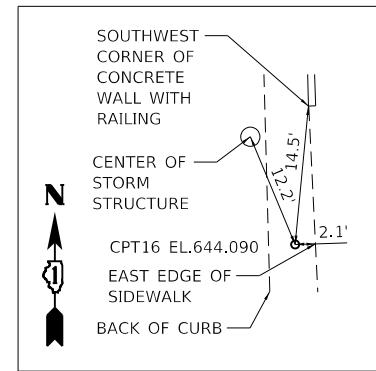 SOUTHWEST
CORNER OF
CONCRETE
WALL WITH
RAILING
14.5'
12.2'
CENTER OF
STORM
STRUCTURE
N
1
2.1'
CPT16 EL.644.090
EAST EDGE OF
SIDEWALK
BACK OF CURB